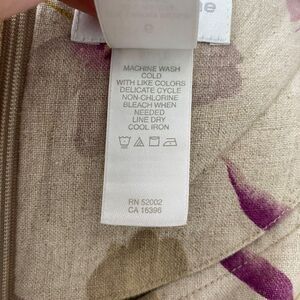 MACHINE WASH
COLD
WITH LIKE COLORS
DELICATE CYCLE
NON-CHLORINE
BLEACH WHEN
NEEDED
LINE DRY
COOL IRON
RN 52002
CA 16396